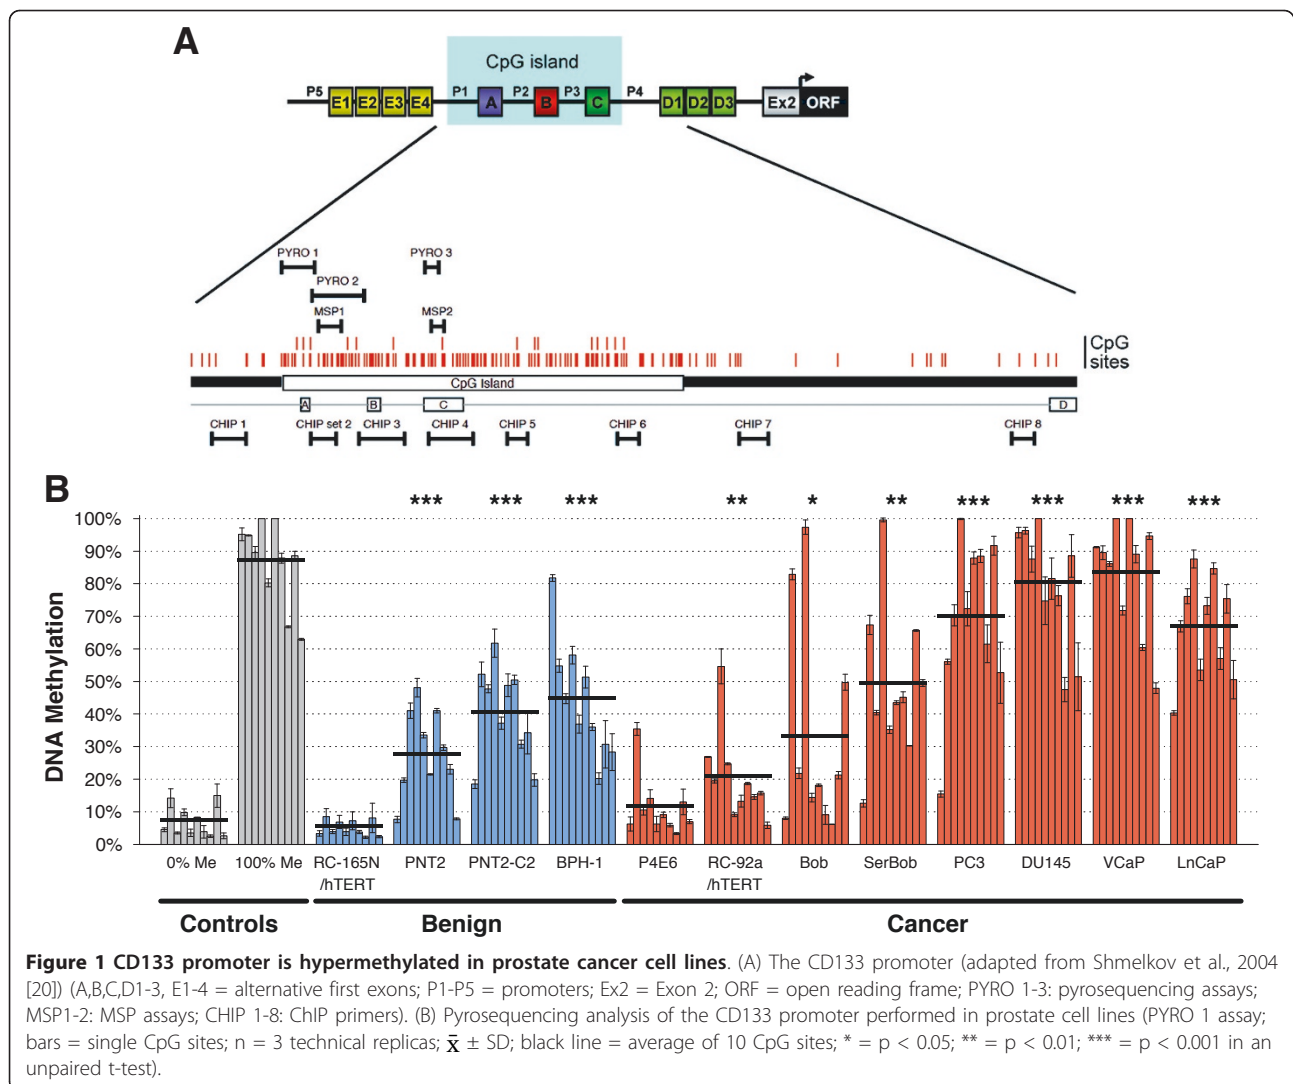 A
CpG island
P5 E1 E2 E3 E4 P1 A P2 B P3 C P4 D1 D2 D3 Ex2 ORF
PYRO 1 PYRO 3
PYRO 2
MSP1 MSP2
CpG
sites
CpG Island
A B C D
CHIP 1 CHIP set 2 CHIP 3 CHIP 4 CHIP 5 CHIP 6 CHIP 7 CHIP 8
B
*** *** *** ** * ** *** *** *** ***
DNA Methylation
100%
90%
80%
70%
60%
50%
40%
30%
20%
10%
0%
0% Me 100% Me RC-165N PNT2 PNT2-C2 BPH-1 P4E6 RC-92a Bob SerBob PC3 DU145 VCaP LnCaP
/hTERT /hTERT
Controls Benign Cancer
Figure 1 CD133 promoter is hypermethylated in prostate cancer cell lines. (A) The CD133 promoter (adapted from Shmelkov et al., 2004
[20]) (A,B,C,D1-3, E1-4 = alternative first exons; P1-P5 = promoters; Ex2 = Exon 2; ORF = open reading frame; PYRO 1-3: pyrosequencing assays;
MSP1-2: MSP assays; CHIP 1-8: ChIP primers). (B) Pyrosequencing analysis of the CD133 promoter performed in prostate cell lines (PYRO 1 assay;
bars = single CpG sites; n = 3 technical replicas; x̄ ± SD; black line = average of 10 CpG sites; * = p < 0.05; ** = p < 0.01; *** = p < 0.001 in an
unpaired t-test).